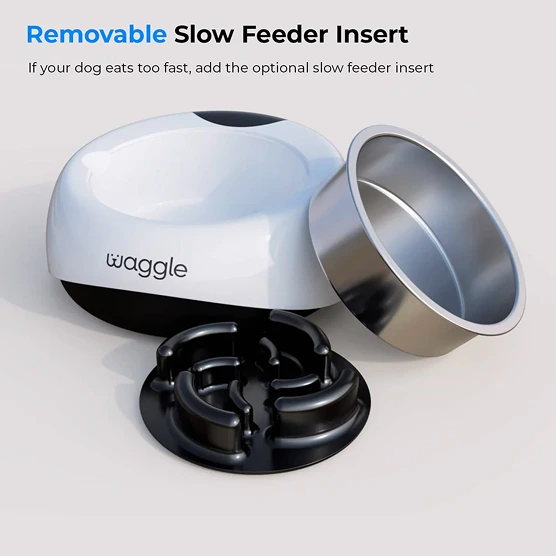 Removable Slow Feeder Insert
If your dog eats too fast, add the optional slow feeder insert
waggle